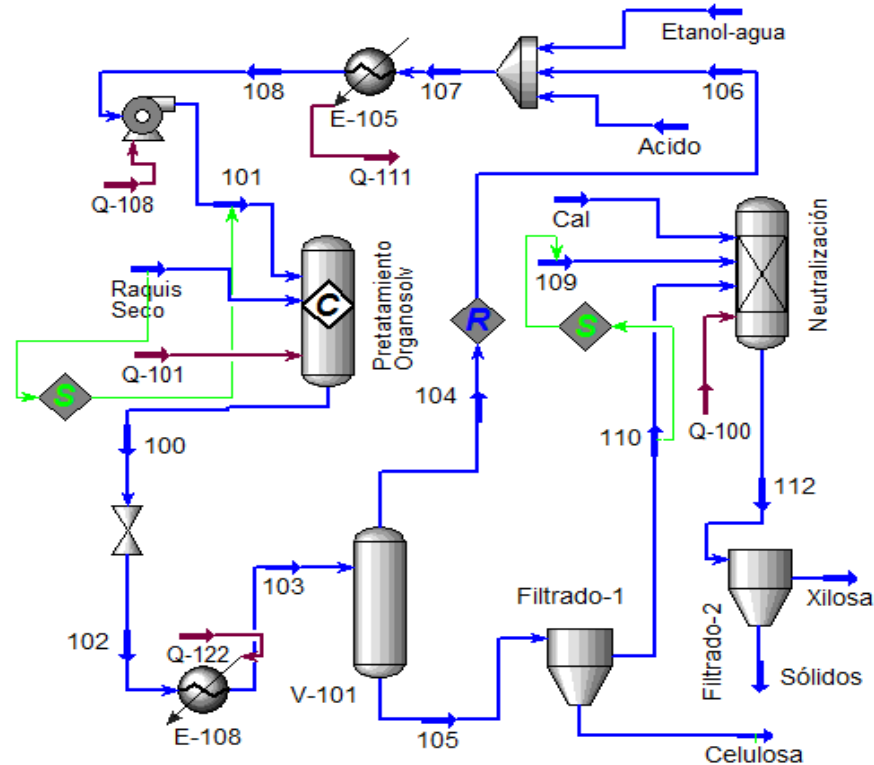 Etanol-agua
108
107
106
E-105
Acido
Q-111
101
Q-108
Cal
Neutralización
Raquis
Seco
C
Pretatamiento
Organosolv
109
R
S
Q-101
S
104
110
Q-100
100
112
103
Filtrado-1
Xilosa
102
Q-122
Filtrado-2
Sólidos
V-101
105
E-108
Celulosa